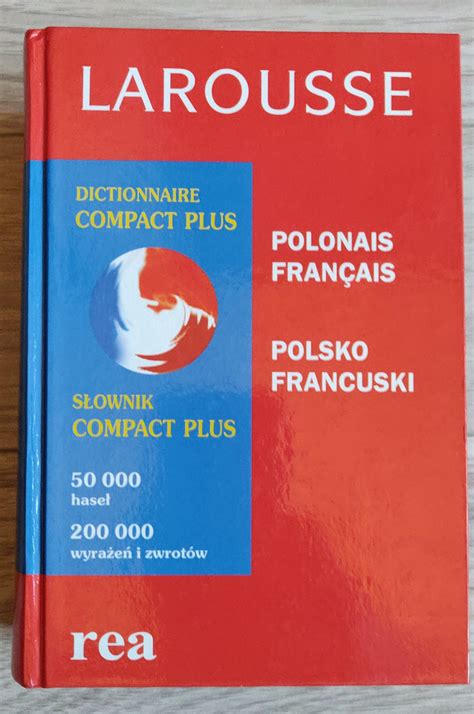 LAROUSSE
DICTIONNAIRE
COMPACT PLUS
POLONAIS
FRANÇAIS
POLSKO
FRANCUSKI
SŁOWNIK
COMPACT PLUS
50 000
haseł
200 000
wyrażeń i zwrotów
rea